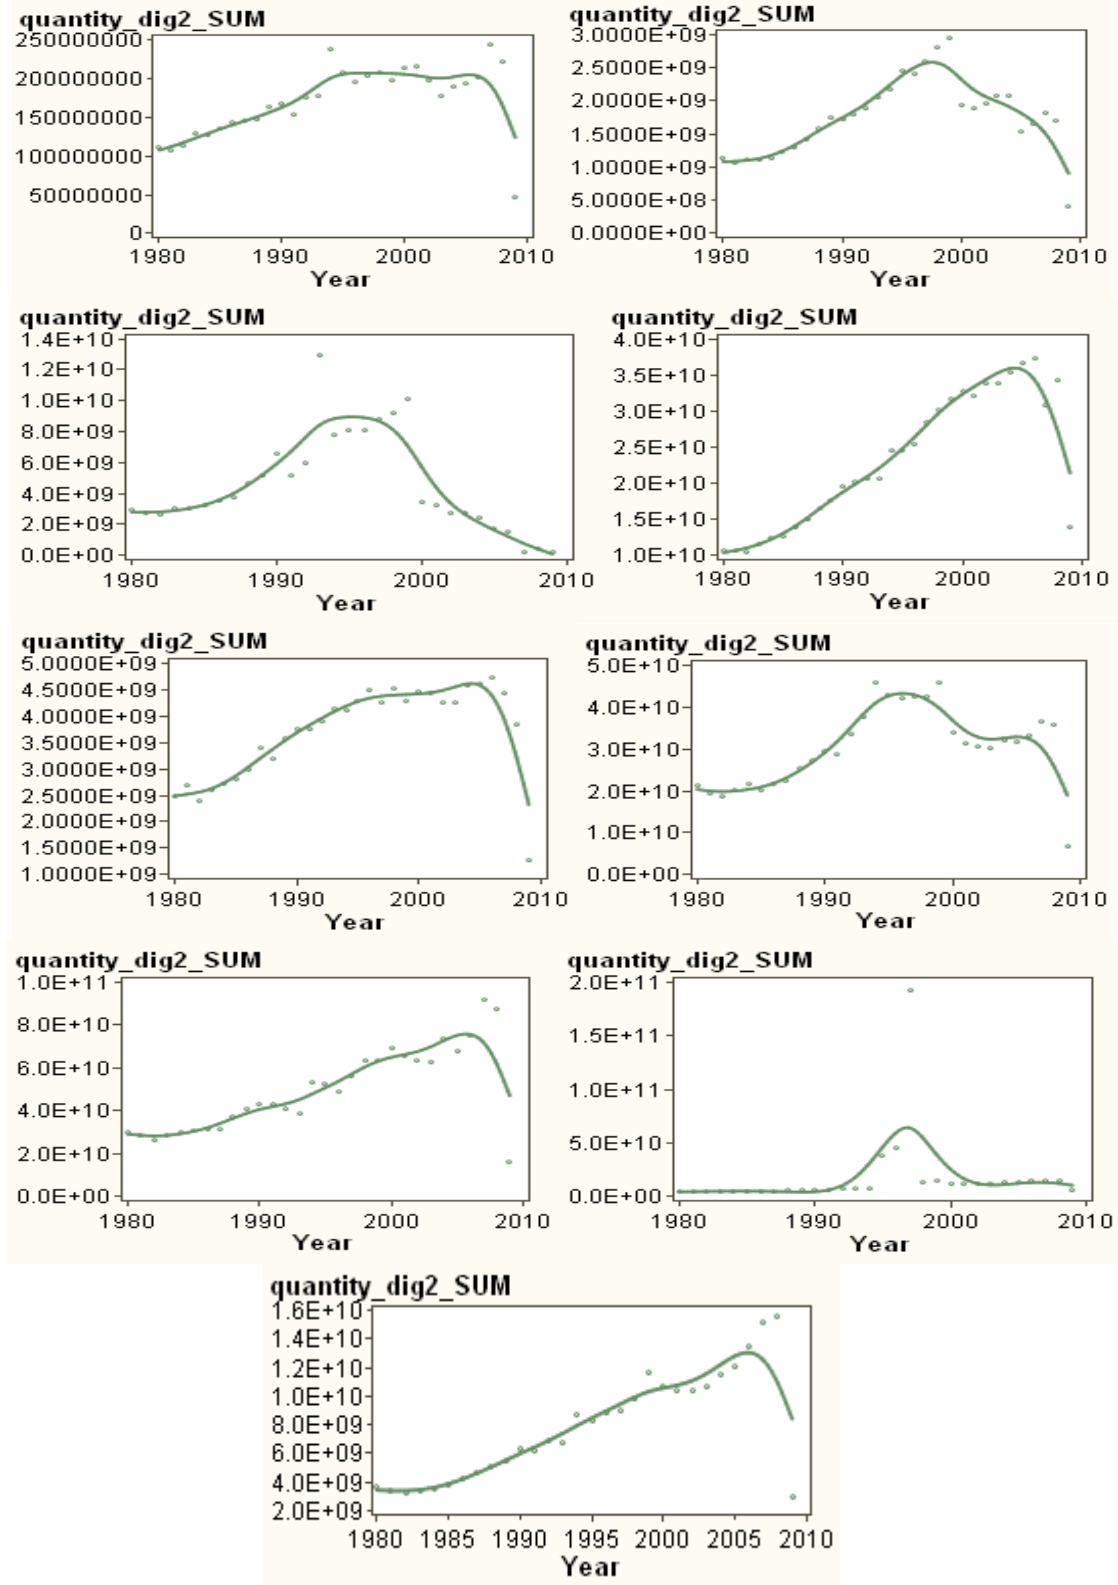 quantity_dig2_SUM
250000000
200000000
150000000
100000000
50000000
0
1980 1990 2000 2010
Year
quantity_dig2_SUM
3.0000E+09
2.5000E+09
2.0000E+09
1.5000E+09
1.0000E+09
5.0000E+08
0.0000E+00
1980 1990 2000 2010
Year
quantity_dig2_SUM
1.4E+10
1.2E+10
1.0E+10
8.0E+09
6.0E+09
4.0E+09
2.0E+09
0.0E+00
1980 1990 2000 2010
Year
quantity_dig2_SUM
4.0E+10
3.5E+10
3.0E+10
2.5E+10
2.0E+10
1.5E+10
1.0E+10
1980 1990 2000 2010
Year
quantity_dig2_SUM
5.0000E+09
4.5000E+09
4.0000E+09
3.5000E+09
3.0000E+09
2.5000E+09
2.0000E+09
1.5000E+09
1.0000E+09
1980 1990 2000 2010
Year
quantity_dig2_SUM
5.0E+10
4.0E+10
3.0E+10
2.0E+10
1.0E+10
0.0E+00
1980 1990 2000 2010
Year
quantity_dig2_SUM
1.0E+11
8.0E+10
6.0E+10
4.0E+10
2.0E+10
0.0E+00
1980 1990 2000 2010
Year
quantity_dig2_SUM
2.0E+11
1.5E+11
1.0E+11
5.0E+10
0.0E+00
1980 1990 2000 2010
Year
quantity_dig2_SUM
1.6E+10
1.4E+10
1.2E+10
1.0E+10
8.0E+09
6.0E+09
4.0E+09
2.0E+09
1980 1985 1990 1995 2000 2005 2010
Year